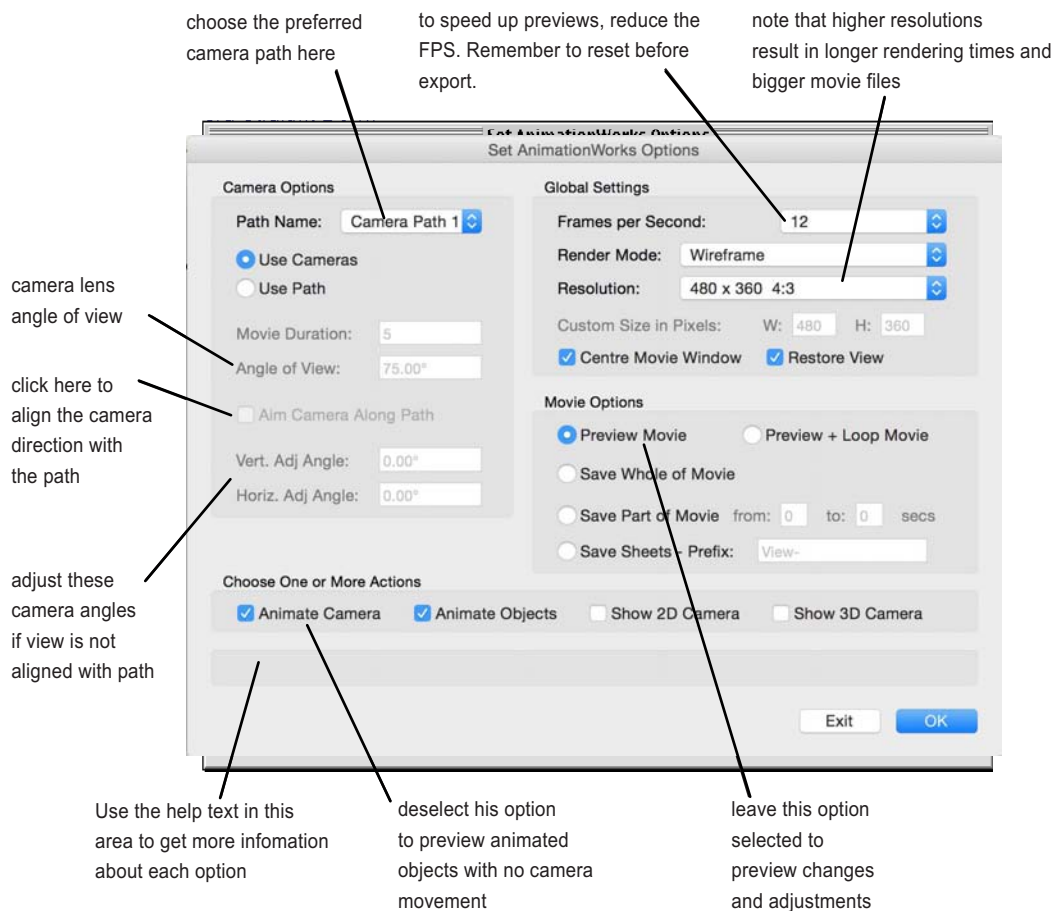 choose the preferred
camera path here
to speed up previews, reduce the
FPS. Remember to reset before
export.
note that higher resolutions
result in longer rendering times and
bigger movie files
Set AnimationWorks Options
Set AnimationWorks Options
Camera Options
Path Name: Camera Path 1
Use Cameras
Use Path
Movie Duration: 5
Angle of View: 75.00°
Aim Camera Along Path
Vert. Adj Angle: 0.00°
Horiz. Adj Angle: 0.00°
Global Settings
Frames per Second: 12
Render Mode: Wireframe
Resolution: 480 x 360 4:3
Custom Size in Pixels: W: 480 H: 360
Centre Movie Window Restore View
Movie Options
Preview Movie Preview + Loop Movie
Save Whole of Movie
Save Part of Movie from: 0 to: 0 secs
Save Sheets - Prefix: View-
Choose One or More Actions
Animate Camera Animate Objects Show 2D Camera Show 3D Camera
Exit OK
camera lens
angle of view
click here to
align the camera
direction with
the path
adjust these
camera angles
if view is not
aligned with path
Use the help text in this
area to get more infomation
about each option
deselect his option
to preview animated
objects with no camera
movement
leave this option
selected to
preview changes
and adjustments